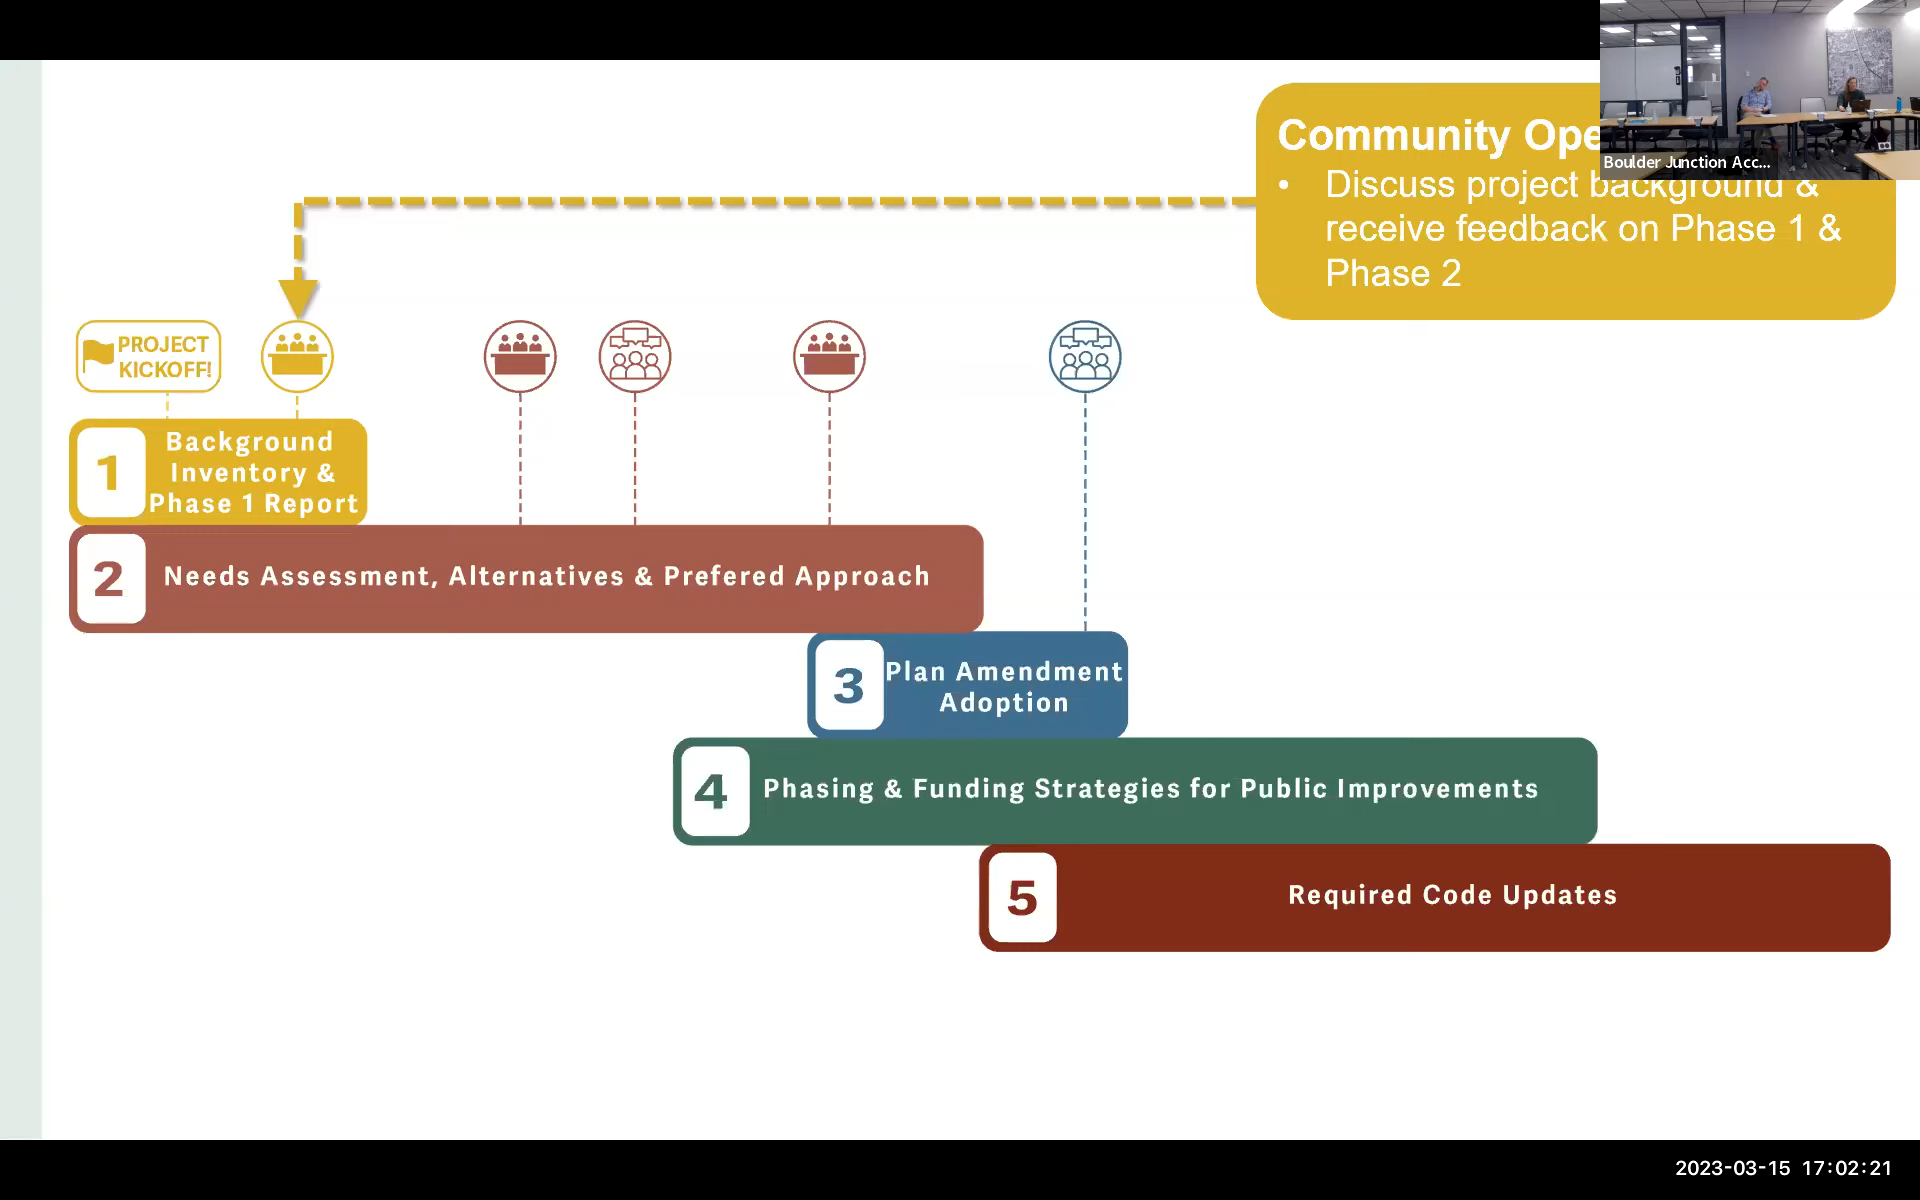 Community Ope
• Discuss project background &
receive feedback on Phase 1 &
Phase 2
Boulder Junction Acc...
PROJECT
KICKOFF!
1
Background
Inventory &
Phase 1 Report
2
Needs Assessment, Alternatives & Prefered Approach
3
Plan Amendment
Adoption
4
Phasing & Funding Strategies for Public Improvements
5
Required Code Updates
2023-03-15 17:02:21